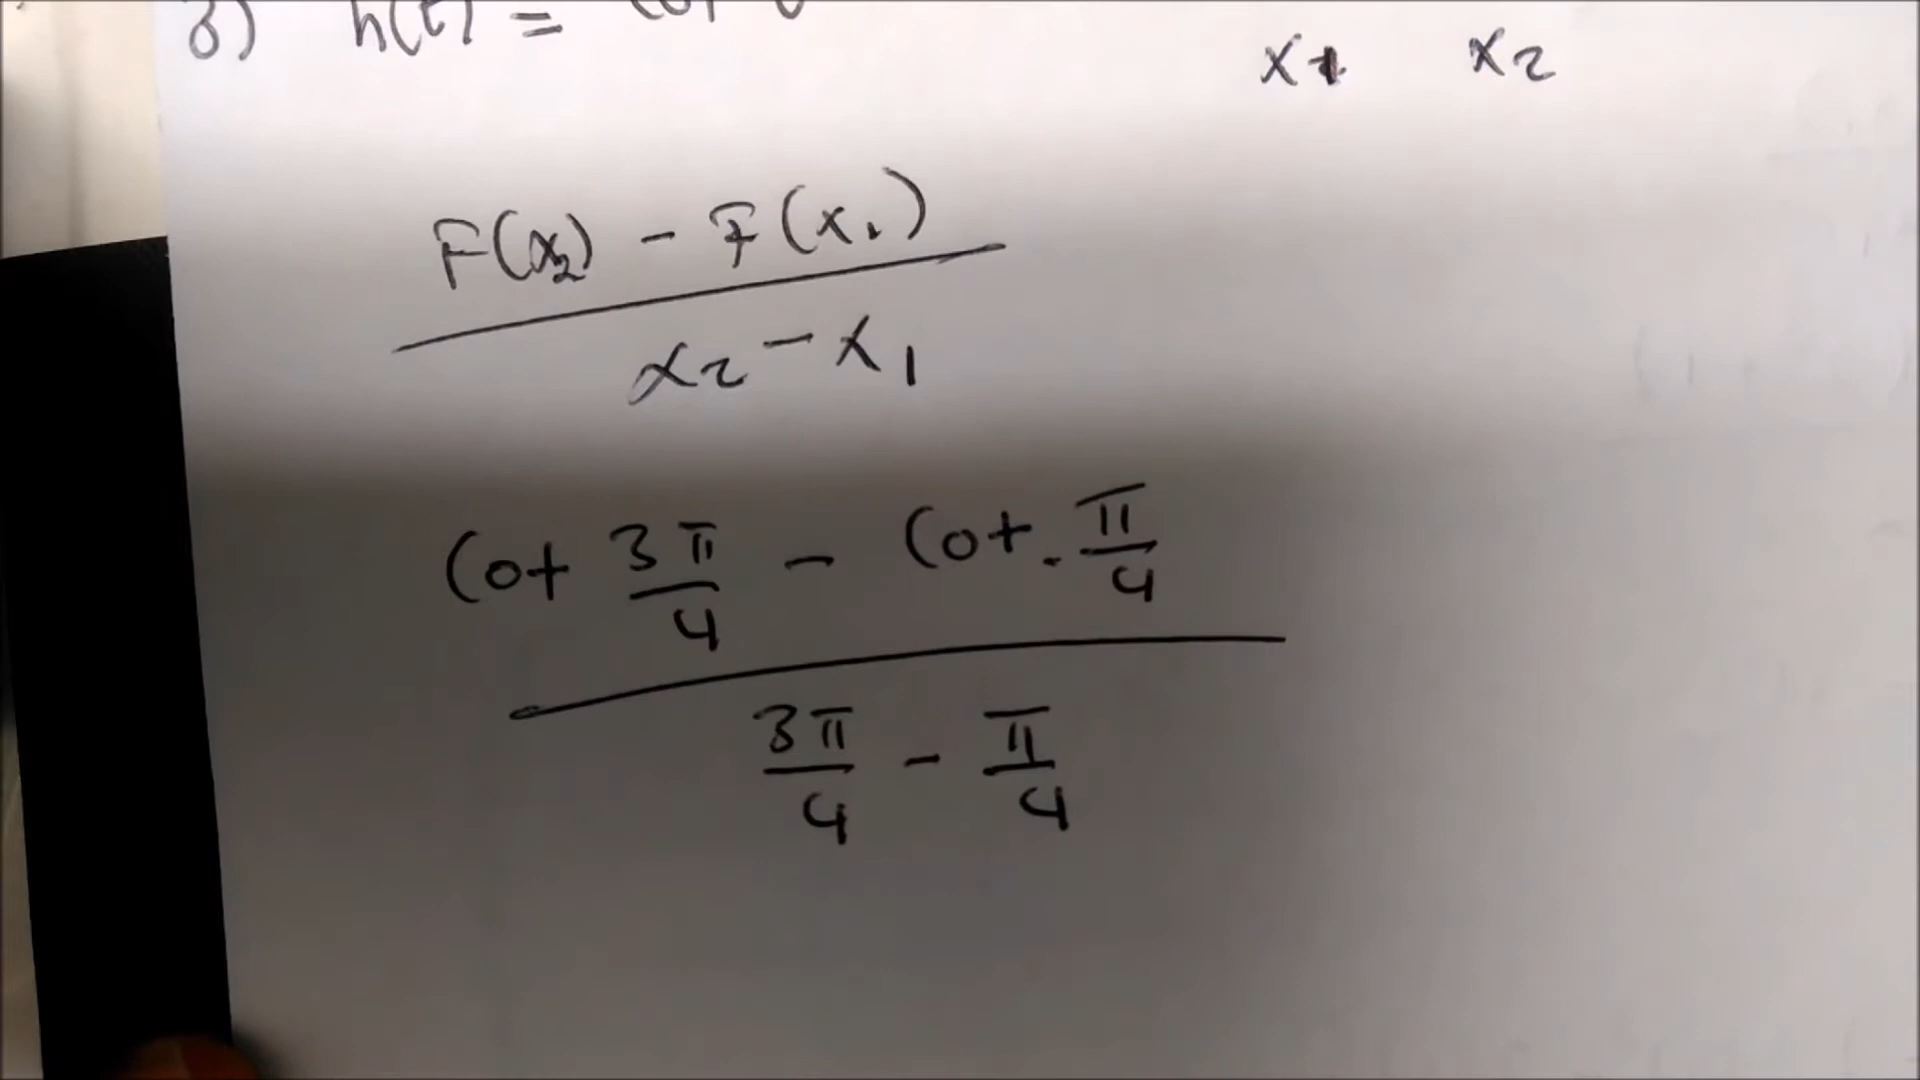 h(t) =
x1 x2
F(x2) - F(x1)
x2 - x1
Cot 3π/4 - Cot π/4
3π/4 - π/4